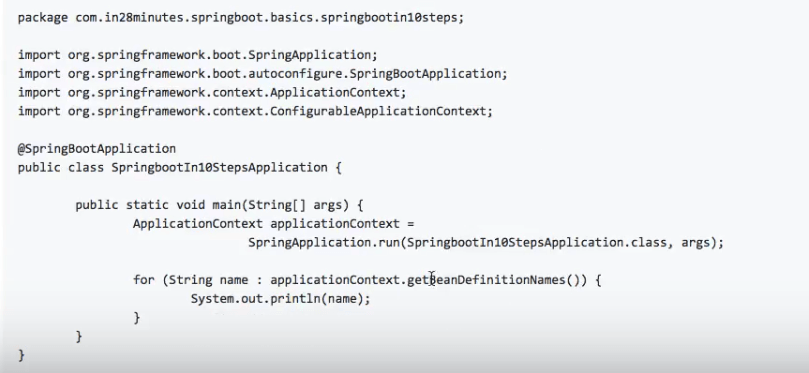 package com.in28minutes.springboot.basics.springbootin10steps;
import org.springframework.boot.SpringApplication;
import org.springframework.boot.autoconfigure.SpringBootApplication;
import org.springframework.context.ApplicationContext;
import org.springframework.context.ConfigurableApplicationContext;
@SpringBootApplication
public class SpringbootIn10StepsApplication {
public static void main(String[] args) {
ApplicationContext applicationContext =
SpringApplication.run(SpringbootIn10StepsApplication.class, args);
for (String name : applicationContext.getBeanDefinitionNames()) {
System.out.println(name);
}
}
}